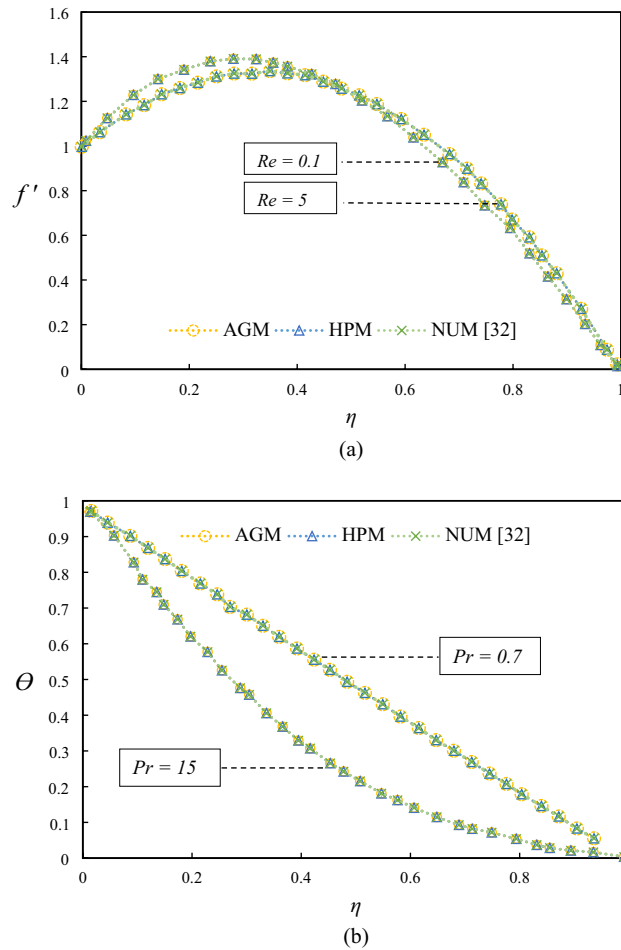 1.6
1.4
1.2
1
0.8
0.6
0.4
0.2
0
f'
Re = 0.1
Re = 5
AGM HPM NUM [32]
0 0.2 0.4 0.6 0.8 1
η
(a)
1
0.9
0.8
0.7
0.6
0.5
0.4
0.3
0.2
0.1
0
Θ
AGM HPM NUM [32]
Pr = 0.7
Pr = 15
0 0.2 0.4 0.6 0.8
η
(b)